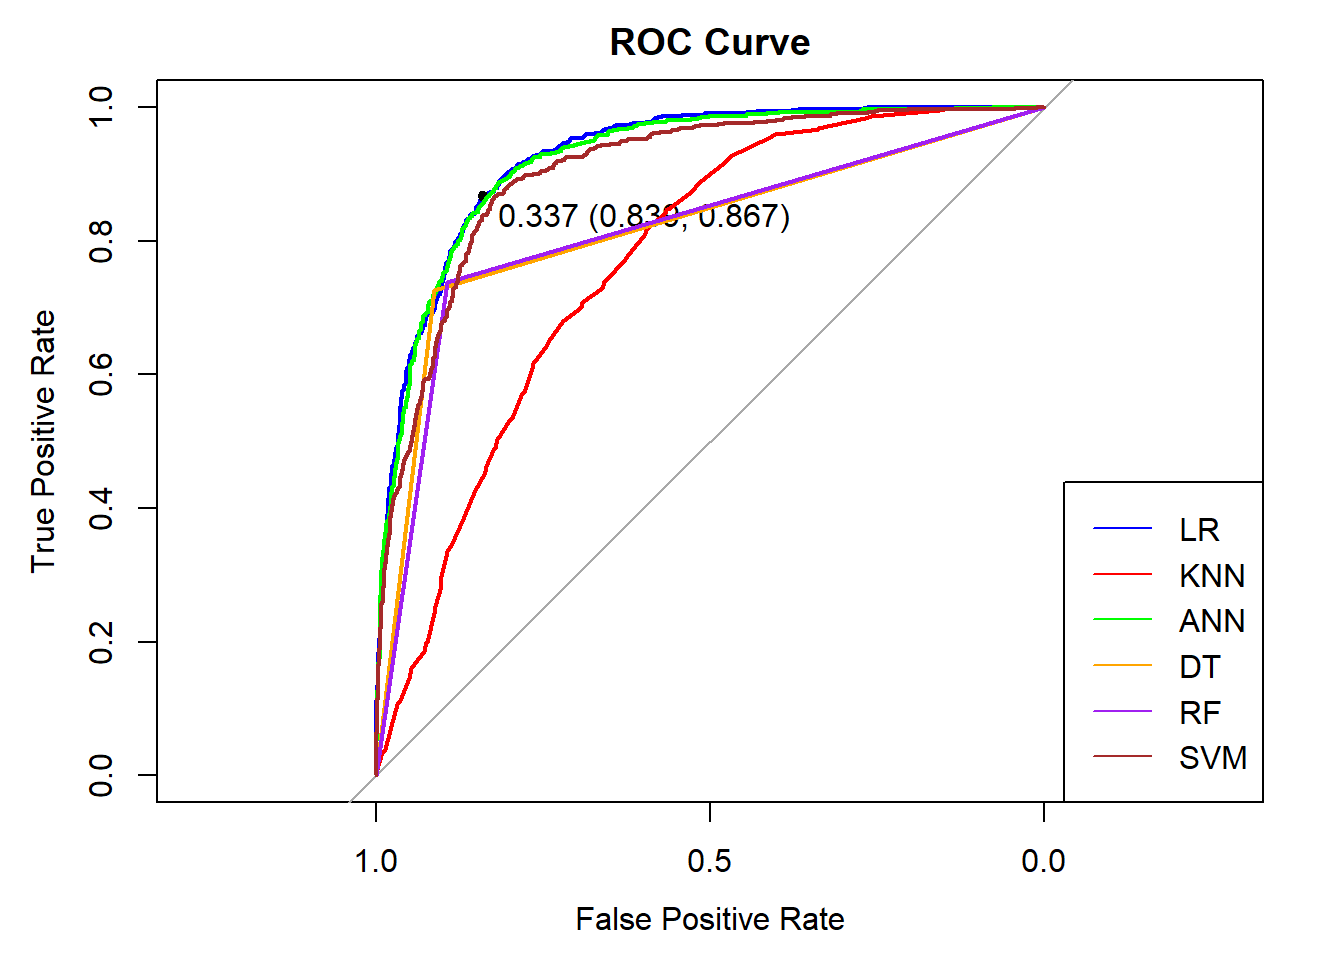 ROC Curve
True Positive Rate
1.0
0.8
0.6
0.4
0.2
0.0
0.337 (0.839, 0.867)
LR
KNN
ANN
DT
RF
SVM
1.0 0.5 0.0
False Positive Rate